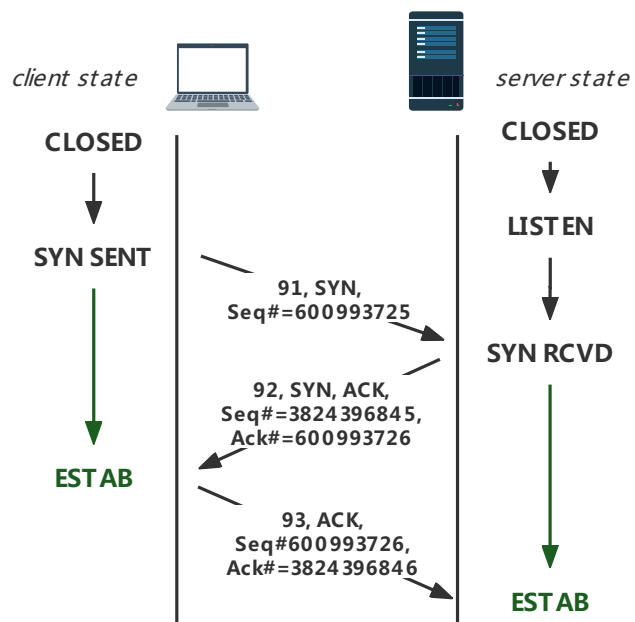 client state
server state
CLOSED
CLOSED
LISTEN
SYN SENT
91, SYN,
Seq#=600993725
SYN RCVD
92, SYN, ACK,
Seq#=3824396845,
Ack#=600993726
ESTAB
93, ACK,
Seq#600993726,
Ack#=3824396846
ESTAB